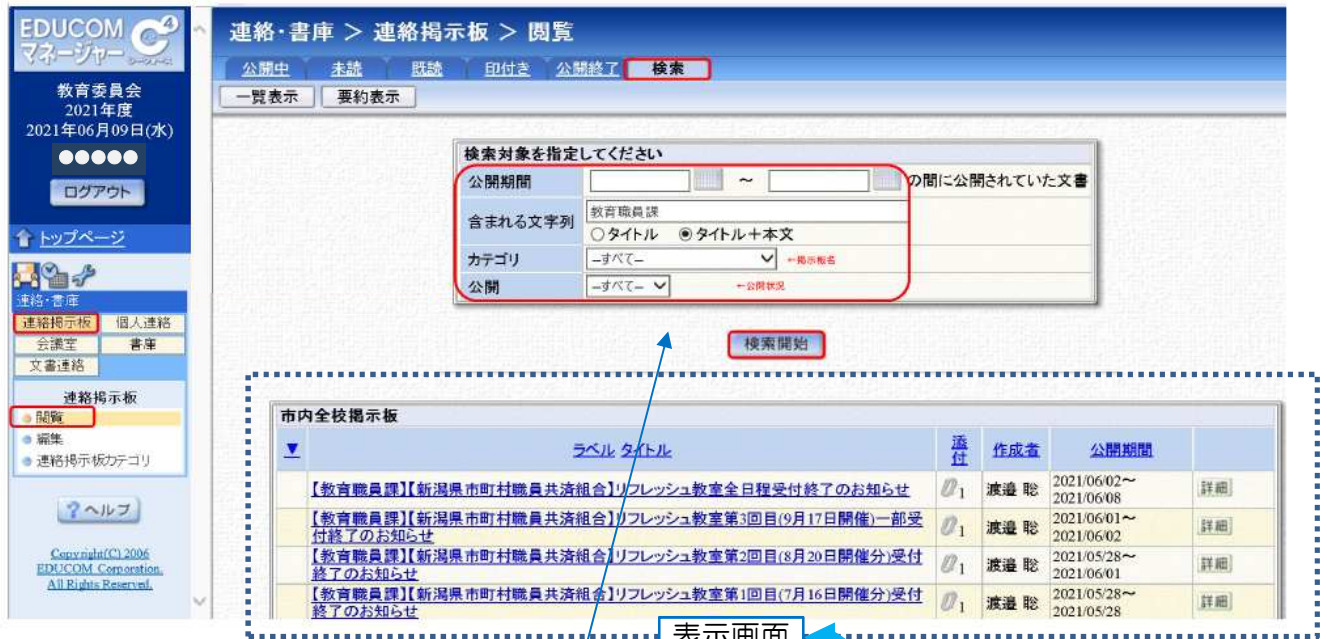 EDUCOM C4
マネージャー
教育委員会
2021年度
2021年06月09日(水)
●●●●●
ログアウト
トップページ
連絡・書庫
連絡掲示板 個人連絡
会議室 書庫
文書連絡
連絡掲示板
閲覧
編集
連絡掲示板カテゴリ
?ヘルプ
Copyright(C) 2006
EDUCOM Corporation.
All Rights Reserved.
連絡・書庫 > 連絡掲示板 > 閲覧
公開中 未読 既読 印付き 公開終了 検索
一覧表示 要約表示
検索対象を指定してください
公開期間 ~ の間に公開されていた文書
含まれる文字列 教育職員課
○タイトル ◉タイトル+本文
カテゴリ –すべて– ←掲示板名
公開 –すべて– ←公開状況
検索開始
市内全校掲示板
▼ ラベル タイトル 添付 作成者 公開期間
【教育職員課】【新潟県市町村職員共済組合】リフレッシュ教室全日程受付終了のお知らせ 1 渡邉 聡 2021/06/02~2021/06/08 詳細
【教育職員課】【新潟県市町村職員共済組合】リフレッシュ教室第3回目(9月17日開催)一部受
付終了のお知らせ 1 渡邉 聡 2021/06/01~2021/06/02 詳細
【教育職員課】【新潟県市町村職員共済組合】リフレッシュ教室第2回目(8月20日開催分)受付
終了のお知らせ 1 渡邉 聡 2021/05/28~2021/06/01 詳細
【教育職員課】【新潟県市町村職員共済組合】リフレッシュ教室第1回目(7月16日開催分)受付
終了のお知らせ 1 渡邉 聡 2021/05/28~2021/05/28 詳細
表示画面